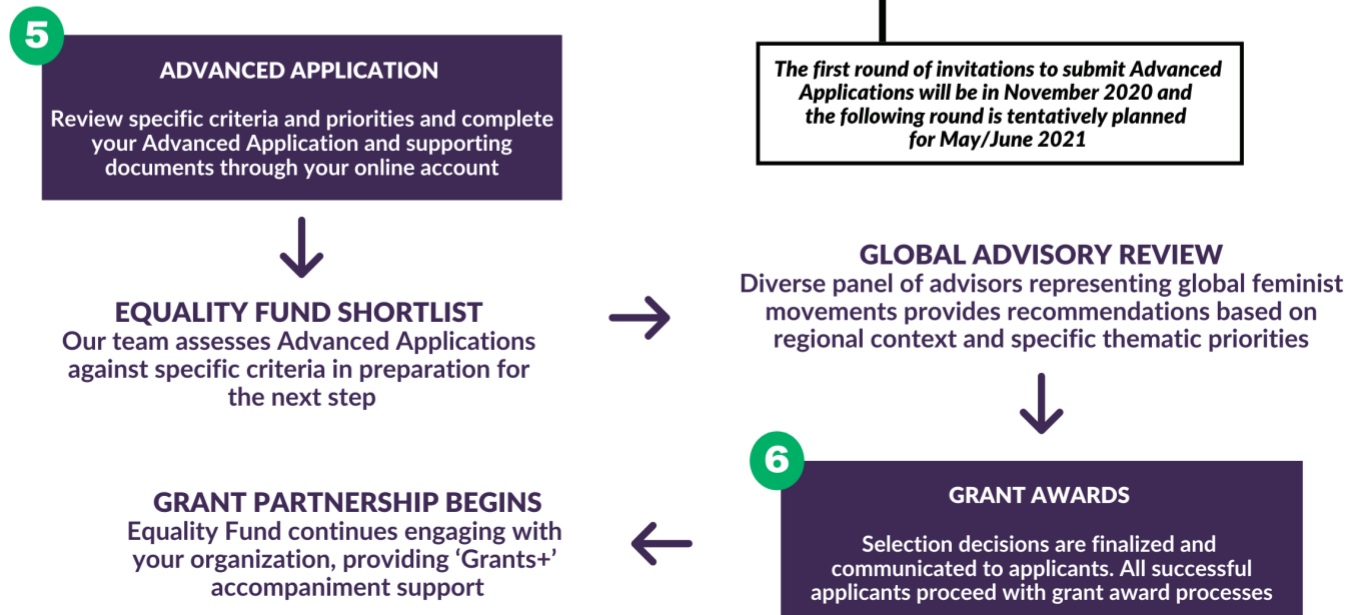 5
ADVANCED APPLICATION
Review specific criteria and priorities and complete
your Advanced Application and supporting
documents through your online account
The first round of invitations to submit Advanced
Applications will be in November 2020 and
the following round is tentatively planned
for May/June 2021
EQUALITY FUND SHORTLIST
Our team assesses Advanced Applications
against specific criteria in preparation for
the next step
GLOBAL ADVISORY REVIEW
Diverse panel of advisors representing global feminist
movements provides recommendations based on
regional context and specific thematic priorities
6
GRANT AWARDS
Selection decisions are finalized and
communicated to applicants. All successful
applicants proceed with grant award processes
GRANT PARTNERSHIP BEGINS
Equality Fund continues engaging with
your organization, providing ‘Grants+’
accompaniment support